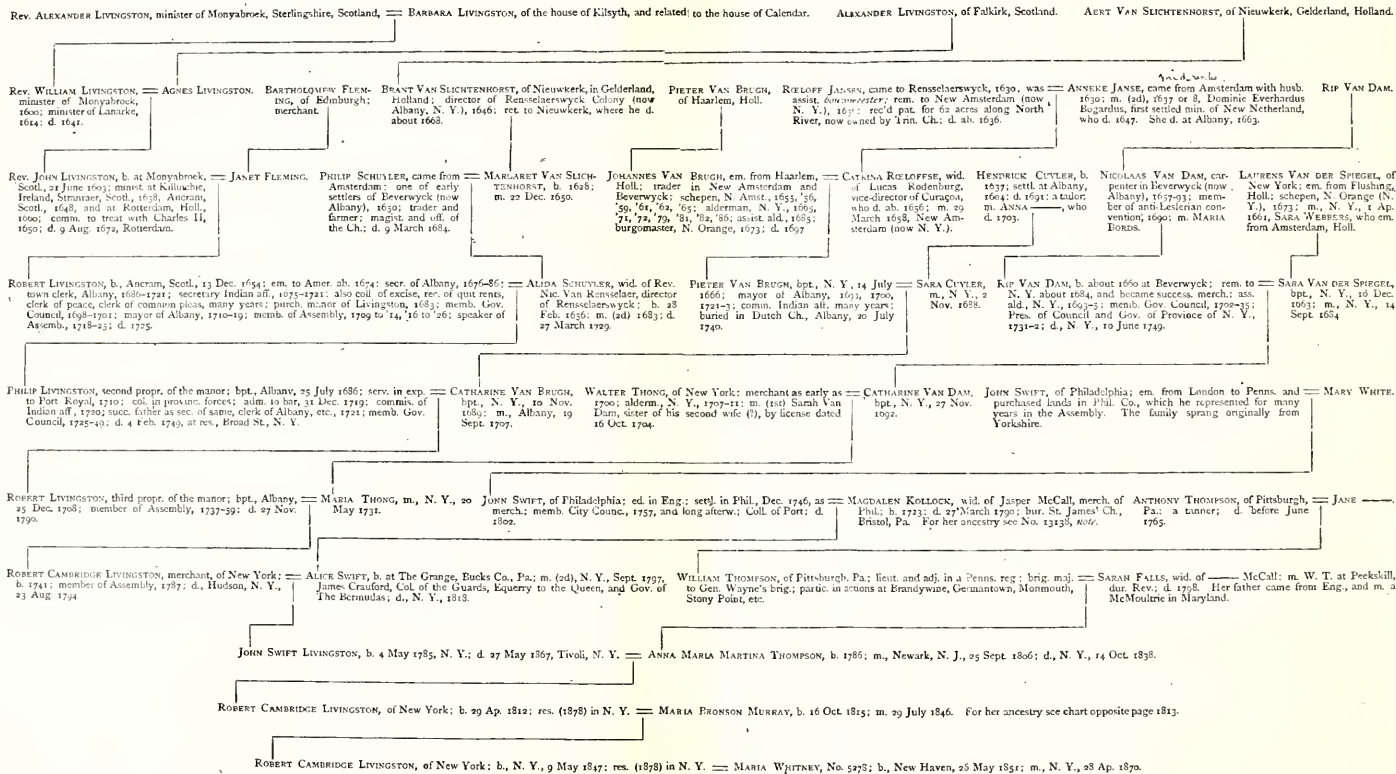 Rev. ALEXANDER LIVINGSTON, minister of Monyabroek, Sterlingshire, Scotland, = BARBARA LIVINGSTON, of the house of Kilsyth, and related to the house of Calendar.
ALEXANDER LIVINGSTON, of Falkirk, Scotland.
AERT VAN SLICHTENHORST, of Nieuwkerk, Gelderland, Holland.
Rev. WILLIAM LIVINGSTON,
minister of Monyabroek,
1600; minister of Lanarke,
1614; d. 1641.
= AGNES LIVINGSTON.
BARTHOLOMEW FLEM-
ING, of Edinburgh;
merchant.
BRANT VAN SLICHTENHORST, of Nieuwkerk, in Gelderland,
Holland; director of Rensselaerswyck Colony (now
Albany, N. Y.), 1646; ret. to Nieuwkerk, where he d.
about 1668.
PIETER VAN BRUGH,
of Haarlem, Holl.
RŒLOFF JANSEN, came to Rensselaerswyck, 1630, was
assist. rem. to New Amsterdam (now
N. Y.), rec'd pat. for 62 acres along North
River, now owned by Trin. Ch.; d. ab. 1636.
= ANNEKE JANSE, came from Amsterdam with husb.
1630; m. (2d), 1637 or 8, Dominie Everhardus
Bogardus, first settled min. of New Netherland,
who d. 1647. She d. at Albany, 1663.
RIP VAN DAM.
Rev. JOHN LIVINGSTON, b. at Monyabroek,
Scotl., 21 June 1603; minist. at Killinchie,
Ireland, Stranraer, Scotl., 1638, Ancram,
Scotl., 1648, and at Rotterdam, Holl.,
1660; comm. to treat with Charles II,
1650; d. 9 Aug. 1672, Rotterdam.
= JANET FLEMING.
PHILIP SCHUYLER, came from
Amsterdam; one of early
settlers of Beverwyck (now
Albany), 1650; trader and
farmer; magist. and off. of
the Ch.; d. 9 March 1684.
= MARGARET VAN SLICH-
TENHORST, b. 1628;
m. 22 Dec. 1650.
JOHANNES VAN BRUGH, em. from Haarlem,
Holl.; trader in New Amsterdam and
Beverwyck; schepen, N. Amst., 1655, '56,
'59, '61, '62, '65; alderman, N. Y., 1665,
'71, '72, '79, '81, '82, '86; assist. ald., 1685;
burgomaster, N. Orange, 1673; d. 1697
= CATRINA RŒLOFFSE, wid.
of Lucas Rodenburg,
vice-director of Curaçoa,
who d. ab. 1656; m. 29
March 1658, New Am-
sterdam (now N. Y.).
HENDRICK CUYLER, b.
1637; settl. at Albany,
1664; d. 1691; a tailor;
m. ANNA ——, who
d. 1703.
NICOLAAS VAN DAM, car-
penter in Beverwyck (now
Albany), 1657-93; mem-
ber of anti-Leslerian con-
vention, 1690; m. MARIA
BORDS.
LAURENS VAN DER SPIEGEL, of
New York; em. from Flushing,
Holl.; schepen, N. Orange (N.
Y.), 1673; m., N. Y., 1 Ap.
1661, SARA WEBBERS, who em.
from Amsterdam, Holl.
ROBERT LIVINGSTON, b., Ancram, Scotl., 13 Dec. 1654; em. to Amer. ab. 1674; secr. of Albany, 1676-86;
town clerk, Albany, 1686-1721; secretary Indian aff., 1675-1721; also coll. of excise, rec. of quit rents,
clerk of peace, clerk of common pleas, many years; purch. manor of Livingston, 1683; memb. Gov.
Council, 1698-1701; mayor of Albany, 1710-19; memb. of Assembly, 1709 to '14, '16 to '26; speaker of
Assemb., 1718-25; d. 1725.
= ALIDA SCHUYLER, wid. of Rev.
Nic. Van Rensselaer, director
of Rensselaerswyck; b. 28
Feb. 1656; m. (2d) 1683; d.
27 March 1729.
PIETER VAN BRUGH, bpt., N. Y., 14 July
1666; mayor of Albany, 1699, 1700,
1721-3; comm. Indian aff. many years;
buried in Dutch Ch., Albany, 20 July
1740.
= SARA CUYLER,
m., N. Y., 2
Nov. 1688.
RIP VAN DAM, b. about 1660 at Beverwyck; rem. to
N. Y. about 1684, and became success. merch.; ass.
ald., N. Y., 1693-5; memb. Gov. Council, 1702-35;
Pres. of Council and Gov. of Province of N. Y.,
1731-2; d., N. Y., 10 June 1749.
= SARA VAN DER SPIEGEL,
bpt., N. Y., 16 Dec.
1663; m., N. Y., 14
Sept. 1684
PHILIP LIVINGSTON, second propr. of the manor; bpt., Albany, 25 July 1686; serv. in exp.
to Port Royal, 1710; col. in provinc. forces; adm. to bar, 31 Dec. 1719; commis. of
Indian aff, 1720; succ. father as sec. of same, clerk of Albany, etc., 1721; memb. Gov.
Council, 1725-49; d. 4 Feb. 1749, at res., Broad St., N. Y.
= CATHARINE VAN BRUGH,
bpt., N. Y., 10 Nov.
1689; m., Albany, 19
Sept. 1707.
WALTER THONG, of New York; merchant as early as
1700; alderm., N. Y., 1707-11; m. (1st) Sarah Van
Dam, sister of his second wife (?), by license dated
16 Oct. 1704.
= CATHARINE VAN DAM,
bpt., N. Y., 27 Nov.
1692.
JOHN SWIFT, of Philadelphia; em. from London to Penns. and
purchased lands in Phil. Co., which he represented for many
years in the Assembly. The family sprang originally from
Yorkshire.
= MARY WHITE.
ROBERT LIVINGSTON, third propr. of the manor; bpt., Albany,
25 Dec. 1708; member of Assembly, 1737-59; d. 27 Nov.
1790.
= MARIA THONG, m., N. Y., 20
May 1731.
JOHN SWIFT, of Philadelphia; ed. in Eng.; settl. in Phil., Dec. 1746, as
merch.; memb. City Counc., 1757, and long afterw.; Coll. of Port; d.
1802.
= MAGDALEN KOLLOCK, wid. of Jasper McCall, merch. of
Phil.; b. 1723; d. 27 March 1790; bur. St. James' Ch.,
Bristol, Pa. For her ancestry see No. 13138, note.
ANTHONY THOMPSON, of Pittsburgh,
Pa.; a tanner; d. before June
1765.
= JANE ——.
ROBERT CAMBRIDGE LIVINGSTON, merchant, of New York;
b. 1741; member of Assembly, 1787; d., Hudson, N. Y.,
23 Aug 1794
= ALICE SWIFT, b. at The Grange, Bucks Co., Pa.; m. (2d), N. Y., Sept. 1797,
James Crauford, Col. of the Guards, Equerry to the Queen, and Gov. of
The Bermudas; d., N. Y., 1818.
WILLIAM THOMPSON, of Pittsburgh, Pa.; lieut. and adj. in a Penns. reg; brig. maj.
to Gen. Wayne's brig.; partic. in actions at Brandywine, Germantown, Monmouth,
Stony Point, etc.
= SARAH FALLS, wid. of —— McCall; m. W. T. at Peekskill,
dur. Rev.; d. 1798. Her father came from Eng., and m. a
McMoultrie in Maryland.
JOHN SWIFT LIVINGSTON, b. 4 May 1785, N. Y.; d. 27 May 1867, Tivoli, N. Y. = ANNA MARIA MARTINA THOMPSON, b. 1786; m., Newark, N. J., 25 Sept. 1806; d., N. Y., 14 Oct. 1838.
ROBERT CAMBRIDGE LIVINGSTON, of New York; b. 29 Ap. 1812; res. (1878) in N. Y. = MARIA BRONSON MURRAY, b. 16 Oct. 1815; m. 29 July 1846. For her ancestry see chart opposite page 1813.
ROBERT CAMBRIDGE LIVINGSTON, of New York; b., N. Y., 9 May 1847; res. (1878) in N. Y. = MARIA WHITNEY, No. 5278; b., New Haven, 26 May 1851; m., N. Y., 28 Ap. 1870.